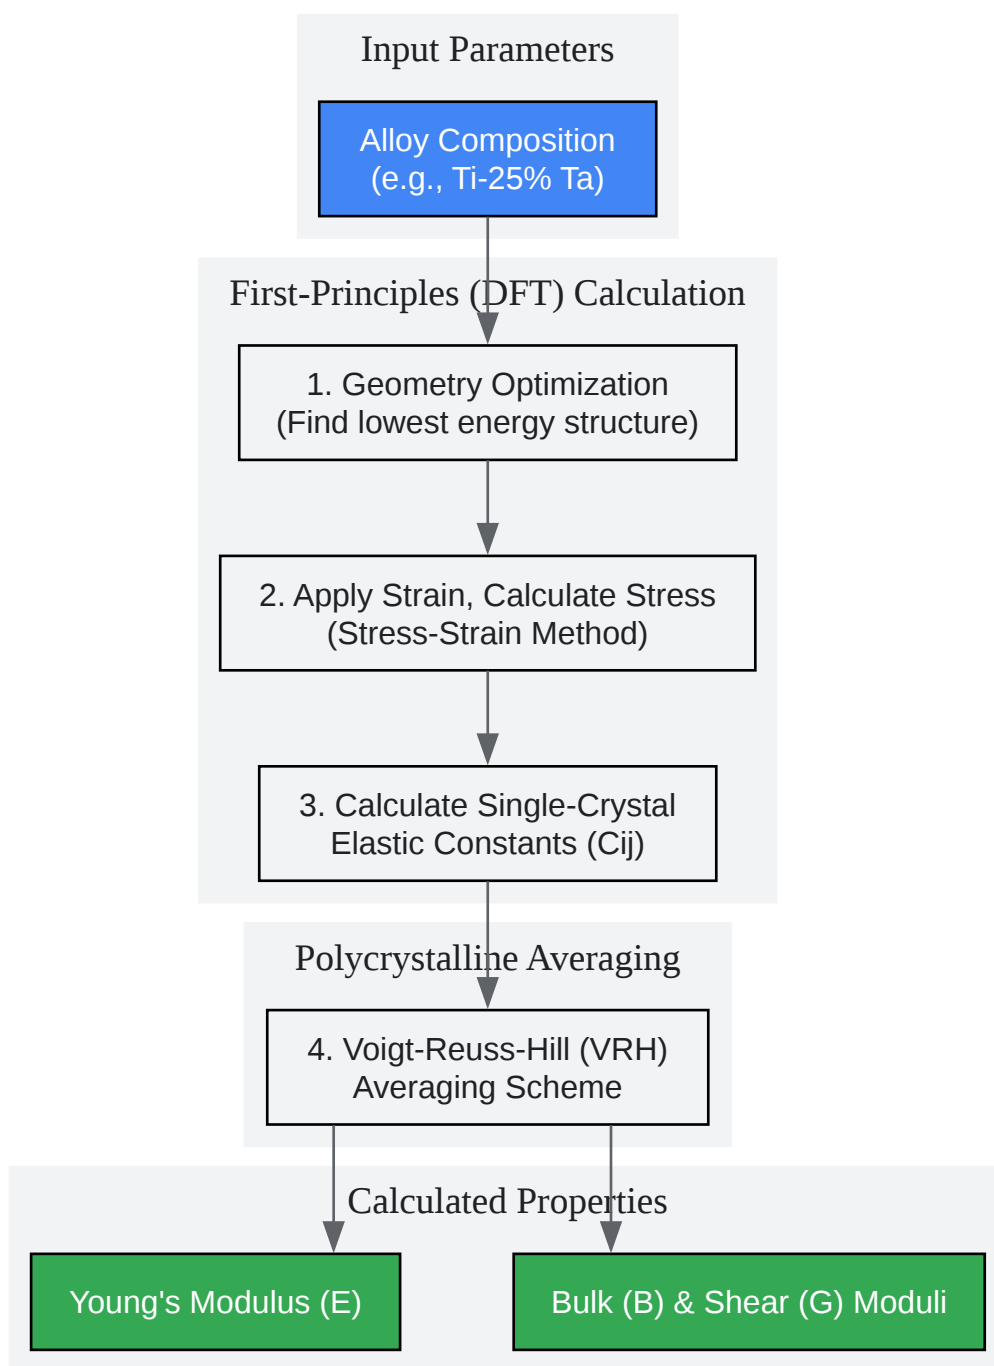 Input Parameters
Alloy Composition
(e.g., Ti-25% Ta)
First-Principles (DFT) Calculation
1. Geometry Optimization
(Find lowest energy structure)
2. Apply Strain, Calculate Stress
(Stress-Strain Method)
3. Calculate Single-Crystal
Elastic Constants (Cij)
Polycrystalline Averaging
4. Voigt-Reuss-Hill (VRH)
Averaging Scheme
Calculated Properties
Young's Modulus (E)
Bulk (B) & Shear (G) Moduli